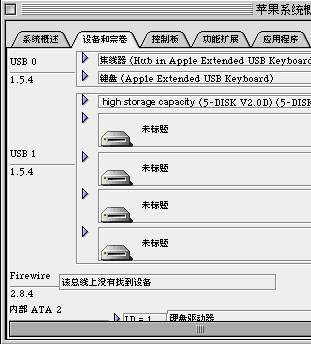 苹果系统概
系统概述 设备和宗卷 控制板 功能扩展 应用程序
USB 0
1.5.4
集线器 (Hub in Apple Extended USB Keyboard
键盘 (Apple Extended USB Keyboard)
high storage capacity (5-DISK V2.0D) (5-DIS
未标题
USB 1
1.5.4
未标题
未标题
未标题
Firewire
2.8.4
该总线上没有找到设备
内部 ATA 2
ID = 1
硬盘驱动器